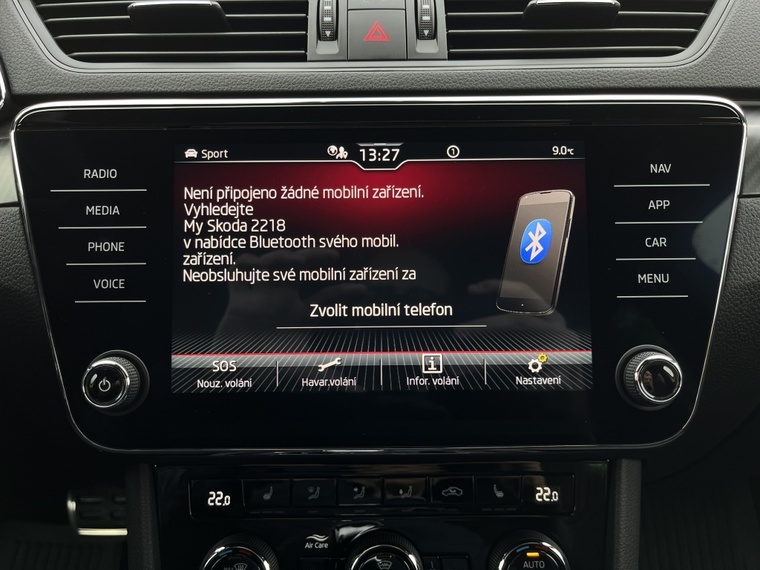 Sport
13:27
1
9.0°C
Není připojeno žádné mobilní zařízení.
Vyhledejte
My Skoda 2218
v nabídce Bluetooth svého mobil.
zařízení.
Neobsluhujte své mobilní zařízení za
Zvolit mobilní telefon
SOS
Nouz. volání
Havar.volání
Infor. volání
Nastavení
RADIO
MEDIA
PHONE
VOICE
NAV
APP
CAR
MENU
22.0
22.0
Air Care
AUTO